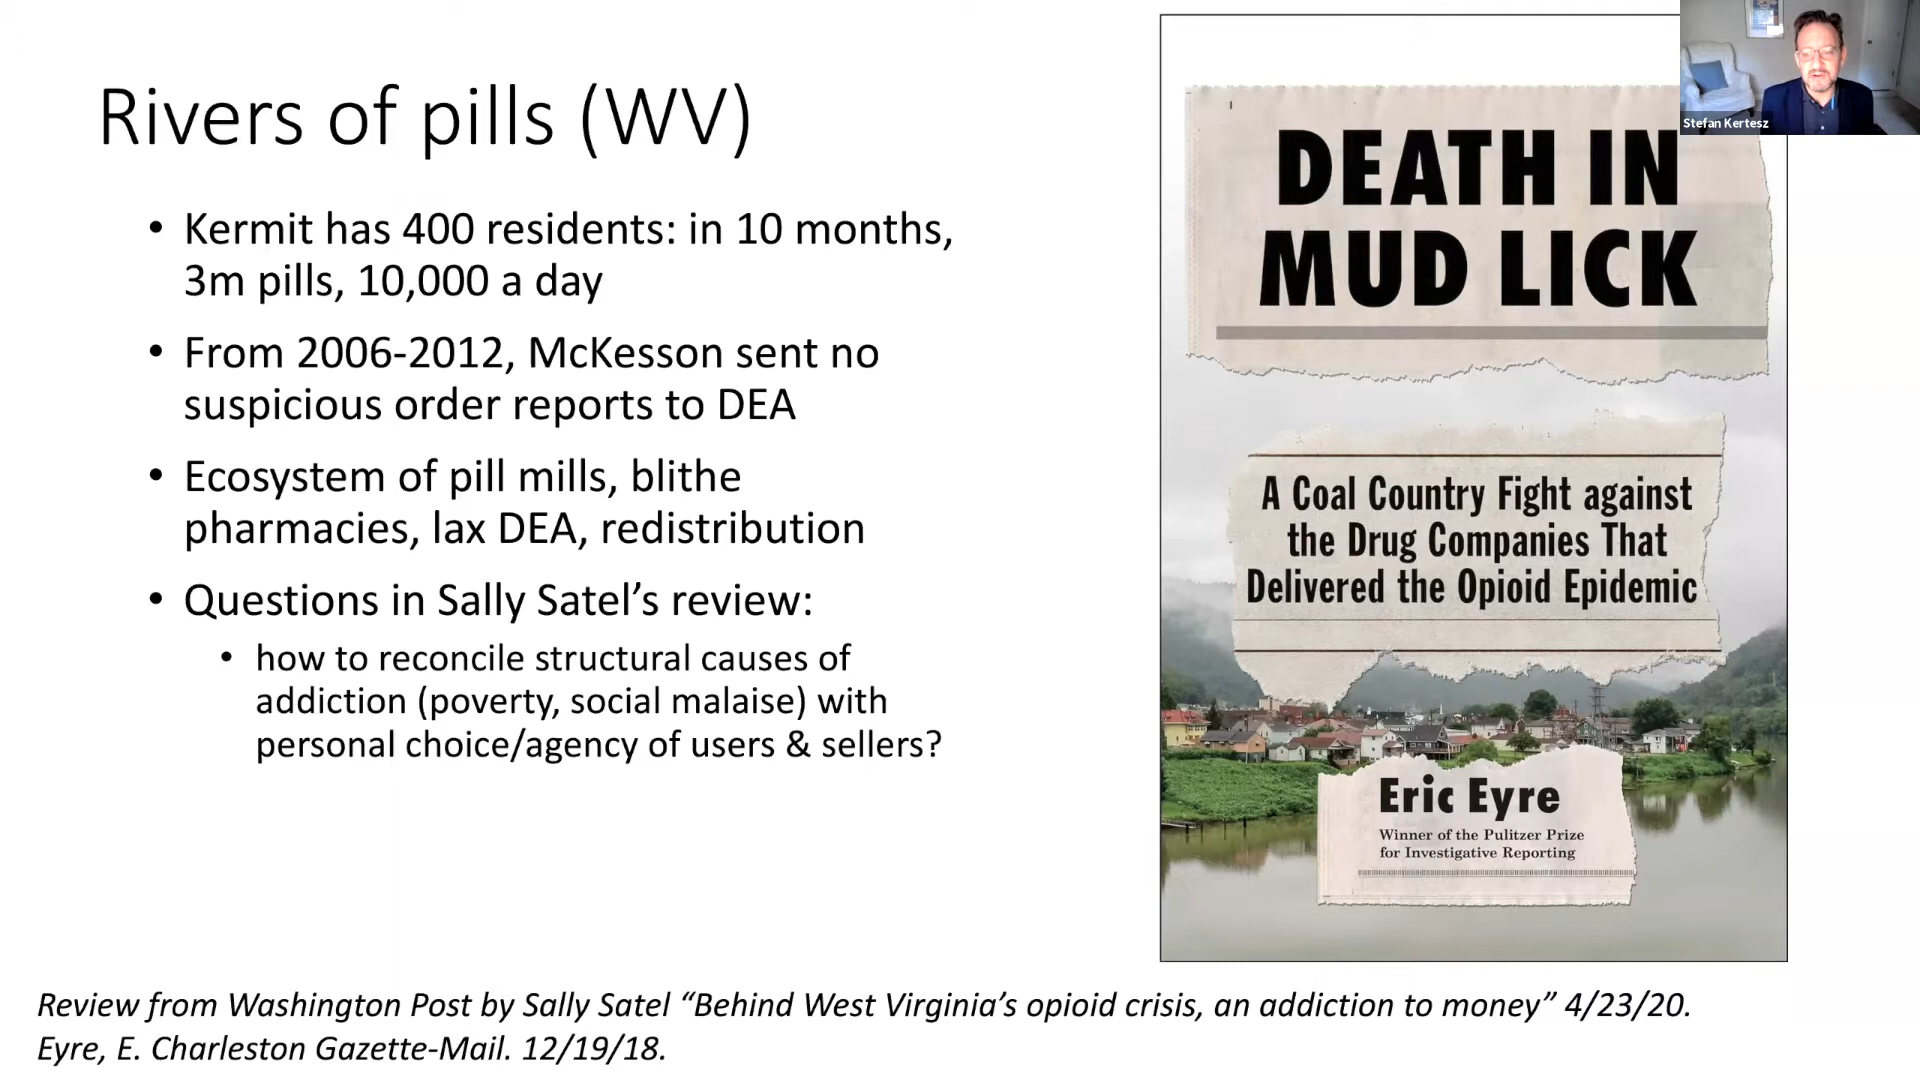 Rivers of pills (WV)
• Kermit has 400 residents: in 10 months,
3m pills, 10,000 a day
• From 2006-2012, McKesson sent no
suspicious order reports to DEA
• Ecosystem of pill mills, blithe
pharmacies, lax DEA, redistribution
• Questions in Sally Satel’s review:
• how to reconcile structural causes of
addiction (poverty, social malaise) with
personal choice/agency of users & sellers?
DEATH IN
MUD LICK
A Coal Country Fight against
the Drug Companies That
Delivered the Opioid Epidemic
Eric Eyre
Winner of the Pulitzer Prize
for Investigative Reporting
Stefan Kertesz
Review from Washington Post by Sally Satel “Behind West Virginia’s opioid crisis, an addiction to money” 4/23/20.
Eyre, E. Charleston Gazette-Mail. 12/19/18.